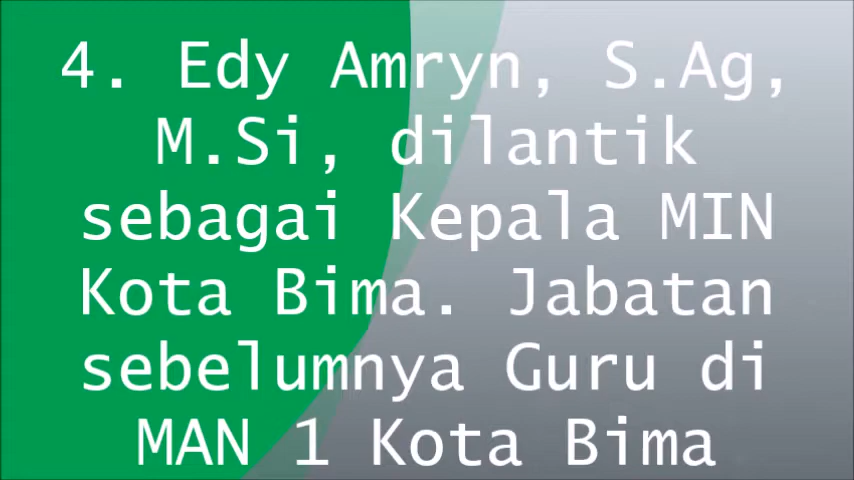 4. Edy Amryn, S.Ag,
M.Si, dilantik
sebagai Kepala MIN
Kota Bima. Jabatan
sebelumnya Guru di
MAN 1 Kota Bima